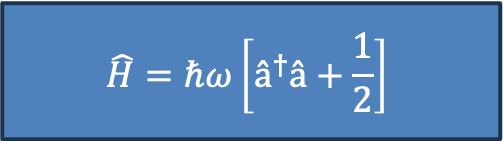 Ĥ = ℏω [â†â + 1/2]